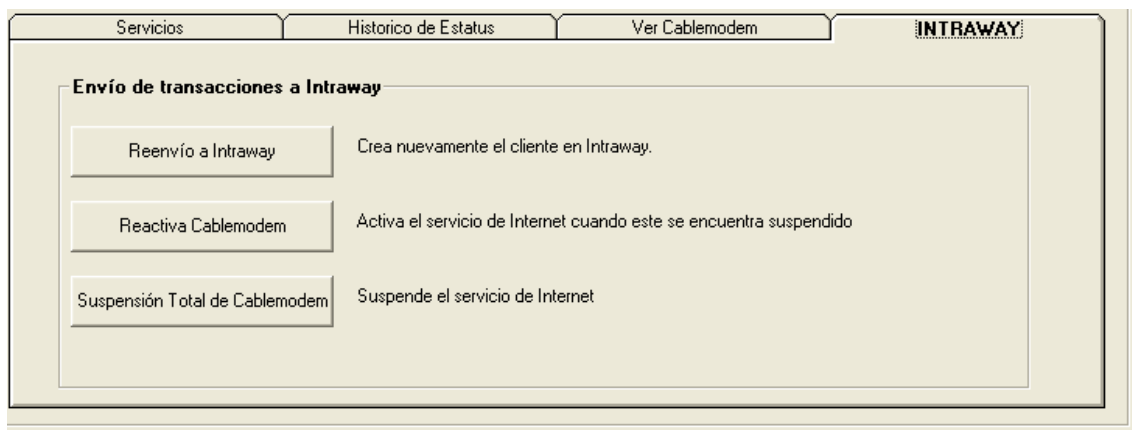 Servicios Historico de Estatus Ver Cablemodem INTRAWAY
Envío de transacciones a Intraway
Reenvío a Intraway Crea nuevamente el cliente en Intraway.
Reactiva Cablemodem Activa el servicio de Internet cuando este se encuentra suspendido
Suspensión Total de Cablemodem Suspende el servicio de Internet